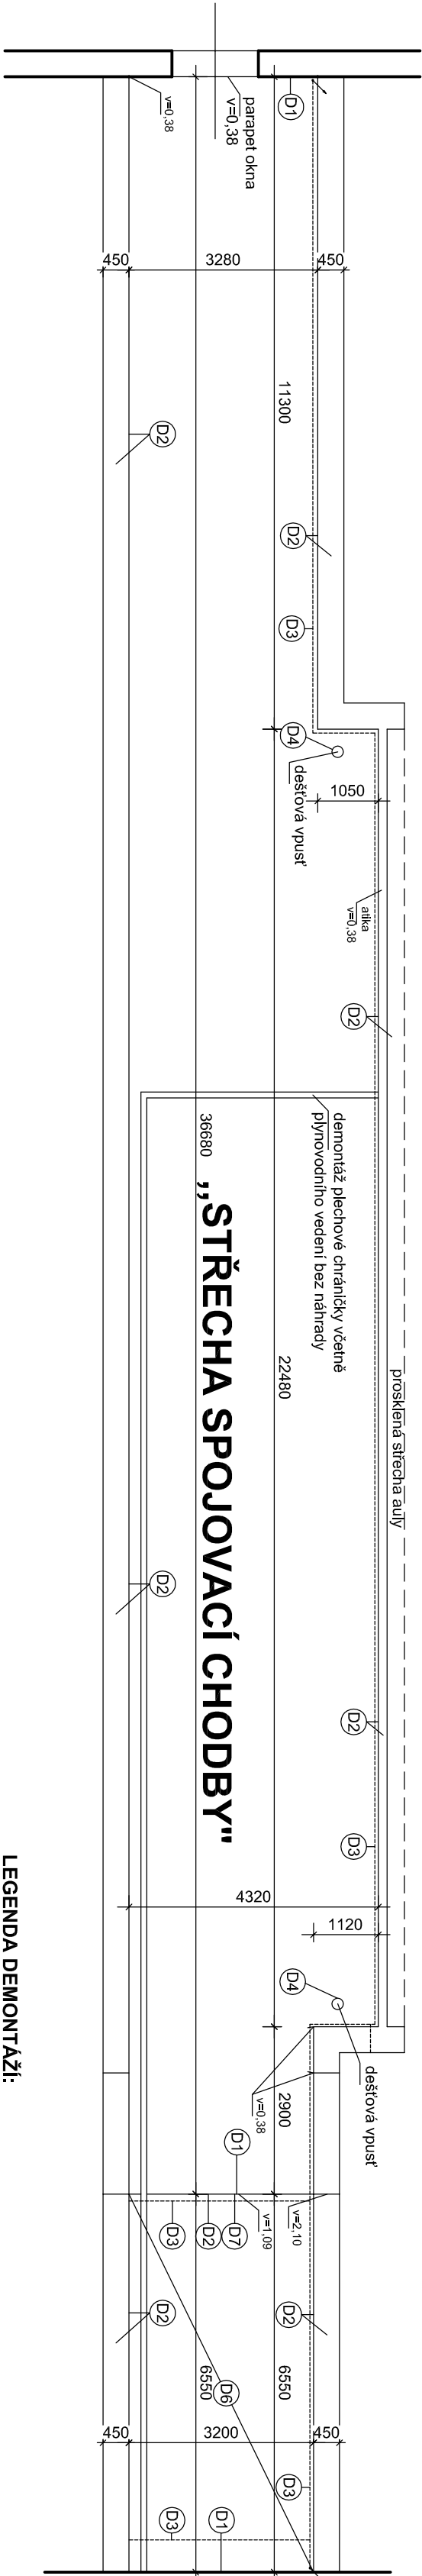 D1
v=0,38
parapet okna
v=0,38
450
3280
450
11300
D2
D2
D3
D4
dešťová vpusť
1050
atika
v=0,38
D2
demontáž plechové chráničky včetně
plynovodního vedení bez náhrady
36680
„STŘECHA SPOJOVACÍ CHODBY"
22480
prosklená střecha auly
D2
D2
D3
4320
1120
D4
dešťová vpusť
v=0,38
2900
D1
v=1,09
v=2,10
D3
D2
D7
D2
D2
6550
6550
D6
450
3200
450
D3
D3
D1
LEGENDA DEMONTÁŽÍ: